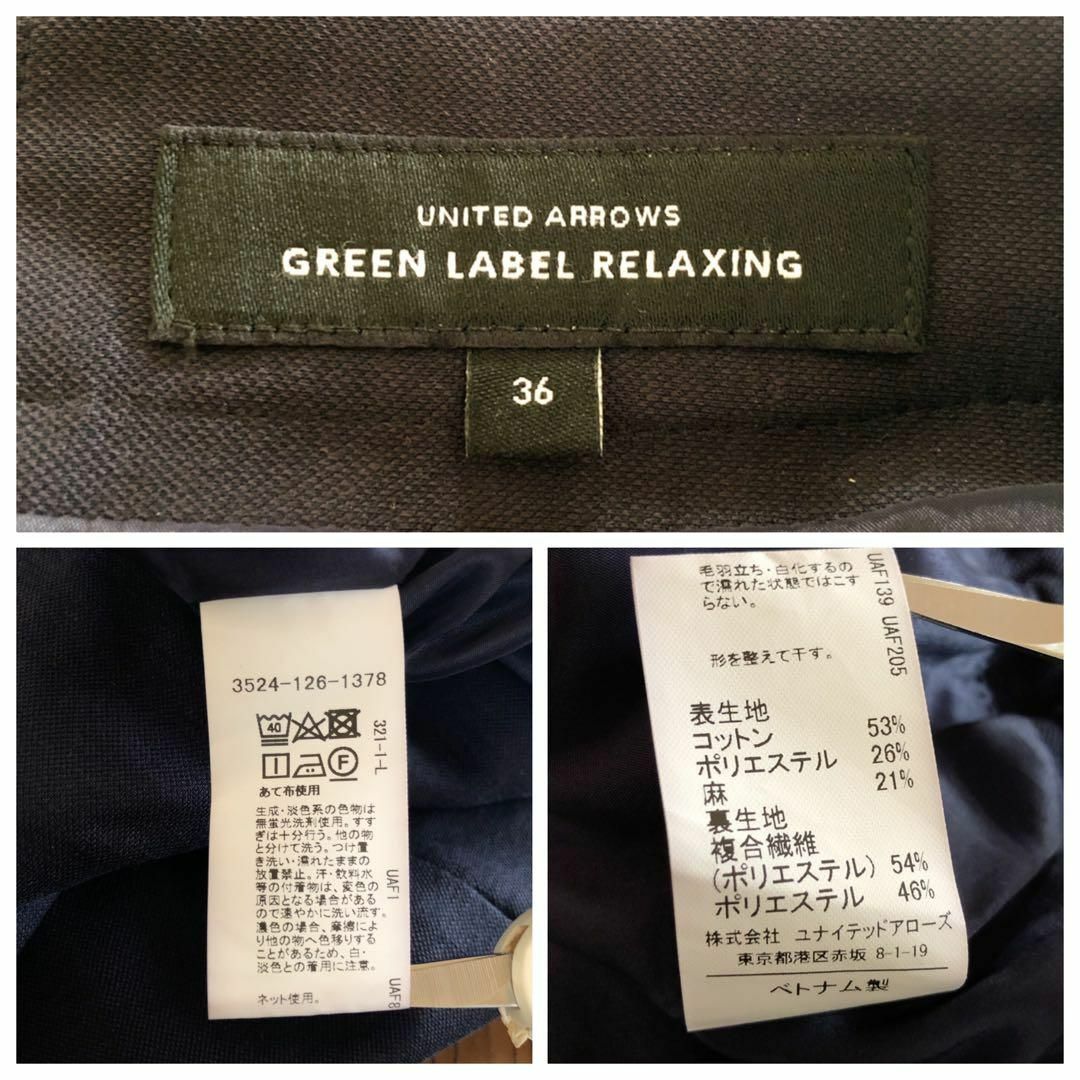 UNITED ARROWS
GREEN LABEL RELAXING
36
3524-126-1378
40
F
あて布使用
生成・淡色系の色物は
無蛍光洗剤使用。すす
ぎは十分行う。他の物
と分けて洗う。つけ置
き洗い・濡れたままの
放置禁止。汗・飲料水
等の付着物は、変色の
原因となる場合がある
ので速やかに洗い流す。
濃色の場合、摩擦によ
り他の物へ色移りする
ことがあるため、白・
淡色との着用に注意。
ネット使用。
321-I-L
UAF1
UAF8
毛羽立ち・白化するの
で濡れた状態ではこす
らない。
形を整えて干す。
表生地
コットン 53%
ポリエステル 26%
麻 21%
裏生地
複合繊維
(ポリエステル) 54%
ポリエステル 46%
株式会社 ユナイテッドアローズ
東京都港区赤坂 8-1-19
ベトナム製
UAF139 UAF205